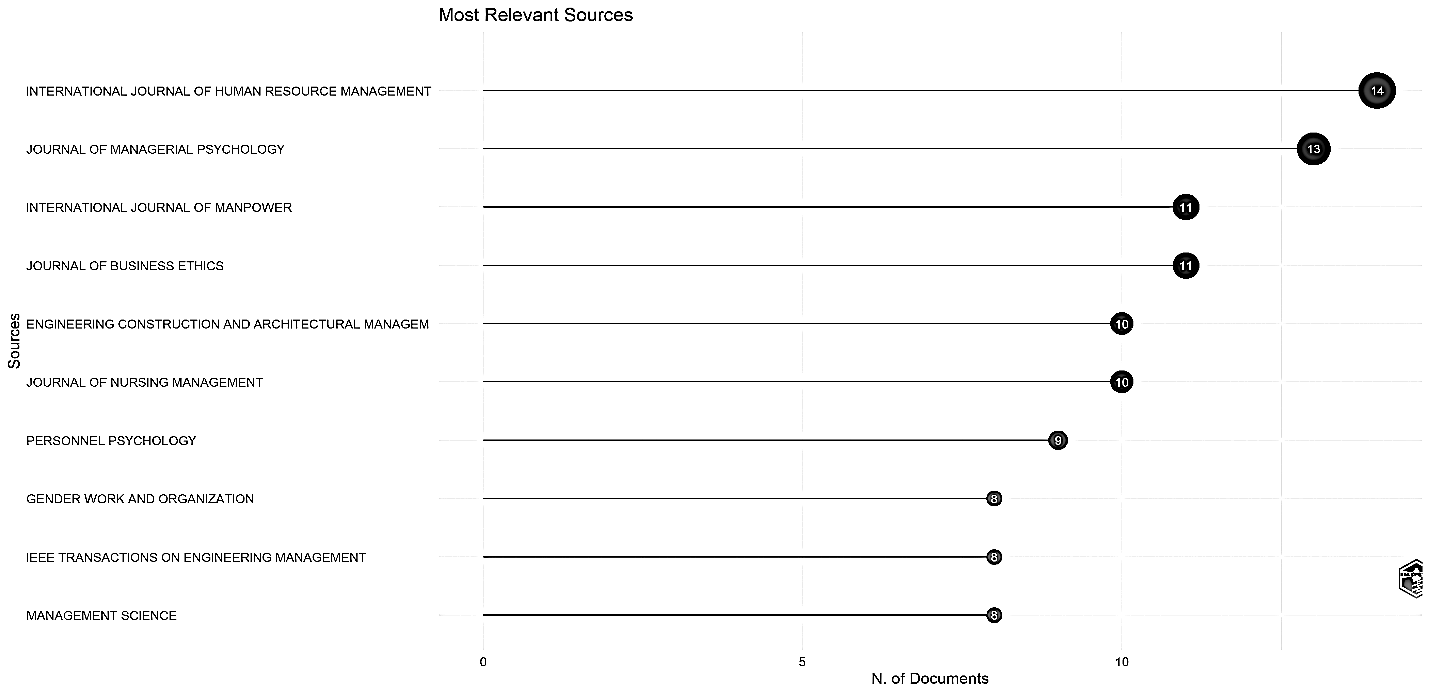 Most Relevant Sources
INTERNATIONAL JOURNAL OF HUMAN RESOURCE MANAGEMENT 14
JOURNAL OF MANAGERIAL PSYCHOLOGY 13
INTERNATIONAL JOURNAL OF MANPOWER 11
JOURNAL OF BUSINESS ETHICS 11
ENGINEERING CONSTRUCTION AND ARCHITECTURAL MANAGEM 10
JOURNAL OF NURSING MANAGEMENT 10
PERSONNEL PSYCHOLOGY 9
GENDER WORK AND ORGANIZATION 8
IEEE TRANSACTIONS ON ENGINEERING MANAGEMENT 8
MANAGEMENT SCIENCE 8
Sources
0 5 10
N. of Documents